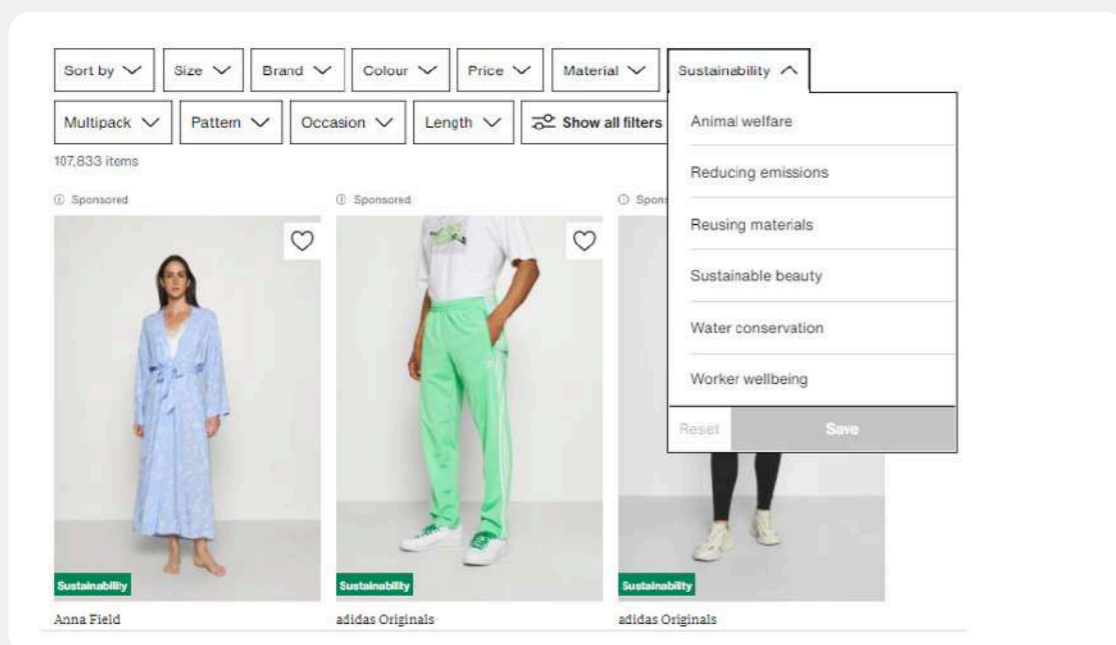 Sort by
Size
Brand
Colour
Price
Material
Sustainability
Multipack
Pattern
Occasion
Length
Show all filters
Animal welfare
Reducing emissions
Reusing materials
Sustainable beauty
Water conservation
Worker wellbeing
Reset
Save
107,833 items
Sponsored
Sponsored
Spons
Sustainability
Sustainability
Sustainability
Anna Field
adidas Originals
adidas Originals